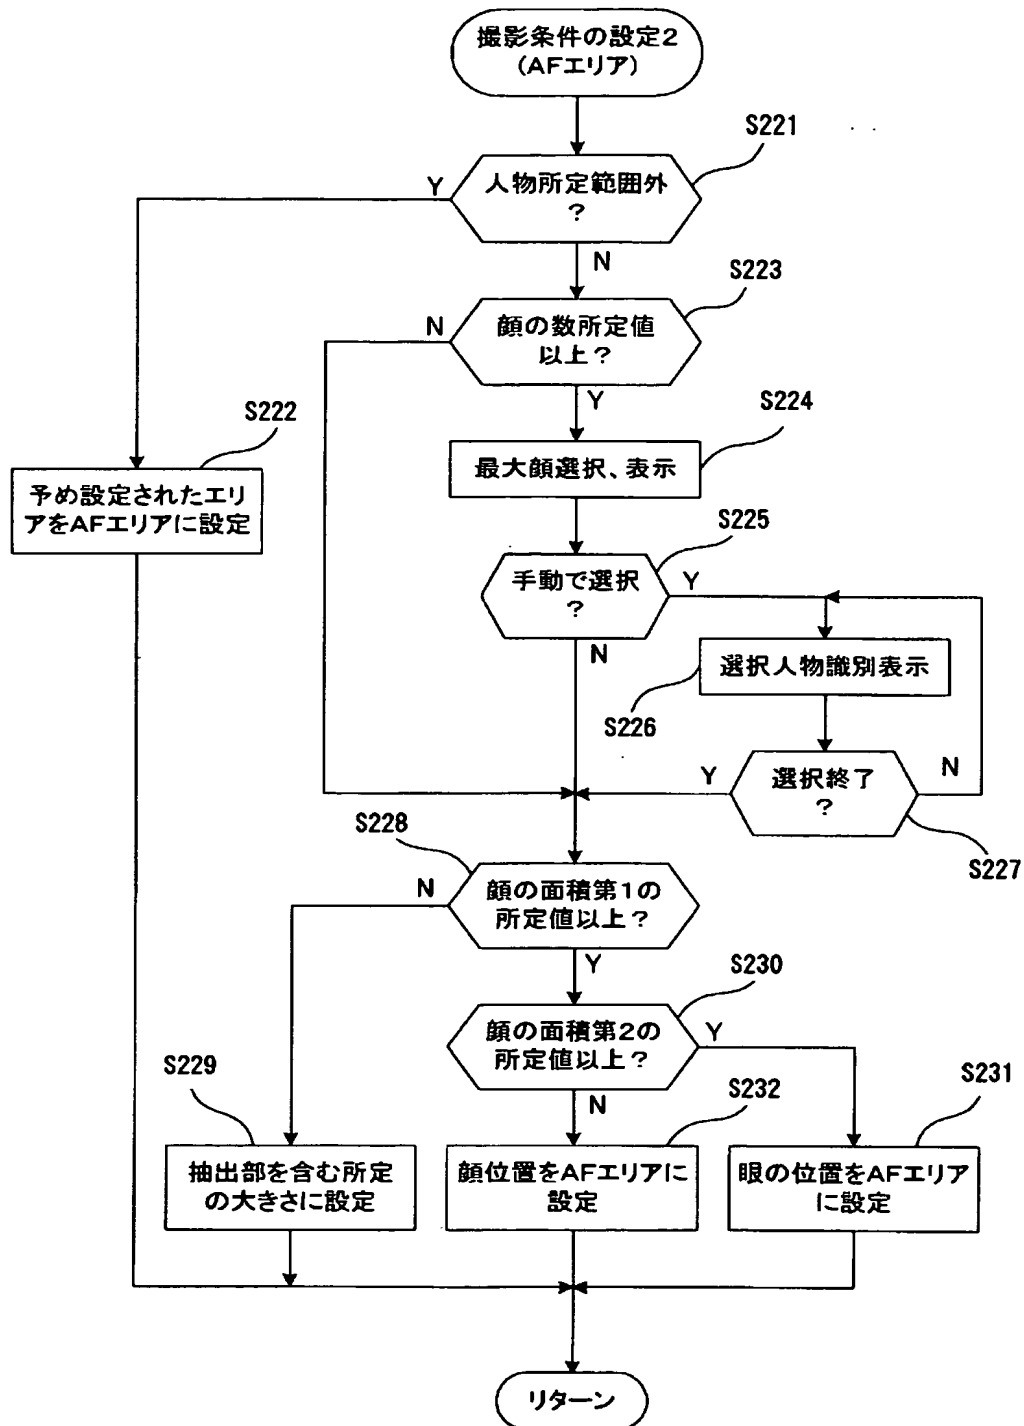 撮影条件の設定2
(AFエリア)
S221
人物所定範囲外
?
Y
N
S223
顔の数所定値
以上?
N
Y
S222
予め設定されたエリ
アをAFエリアに設定
S224
最大顔選択、表示
S225
手動で選択
?
Y
N
選択人物識別表示
S226
選択終了
?
Y
N
S227
S228
顔の面積第1の
所定値以上?
N
Y
S230
顔の面積第2の
所定値以上?
Y
N
S229
抽出部を含む所定
の大きさに設定
S232
顔位置をAFエリアに
設定
S231
眼の位置をAFエリア
に設定
リターン